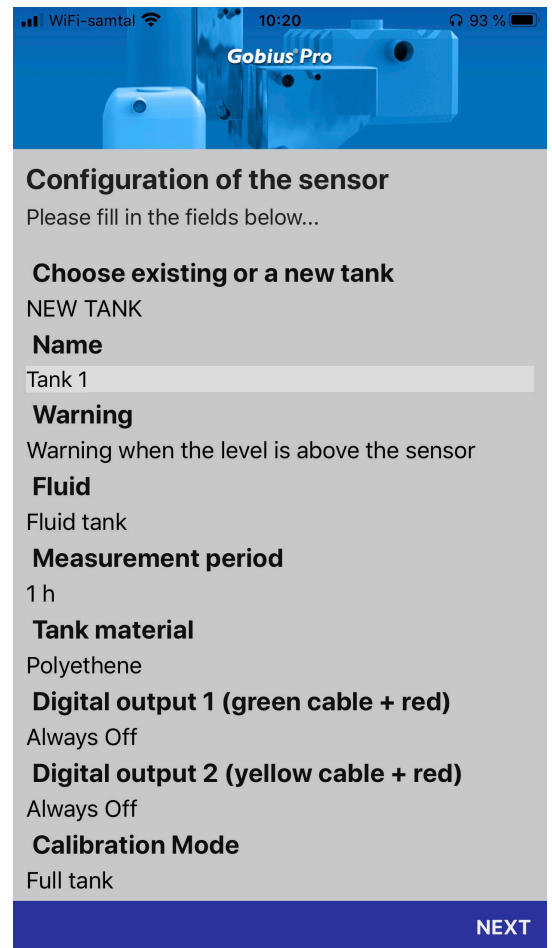 WiFi-samtal 10:20 93 %
Gobius® Pro
Configuration of the sensor
Please fill in the fields below...
Choose existing or a new tank
NEW TANK
Name
Tank 1
Warning
Warning when the level is above the sensor
Fluid
Fluid tank
Measurement period
1 h
Tank material
Polyethene
Digital output 1 (green cable + red)
Always Off
Digital output 2 (yellow cable + red)
Always Off
Calibration Mode
Full tank
NEXT